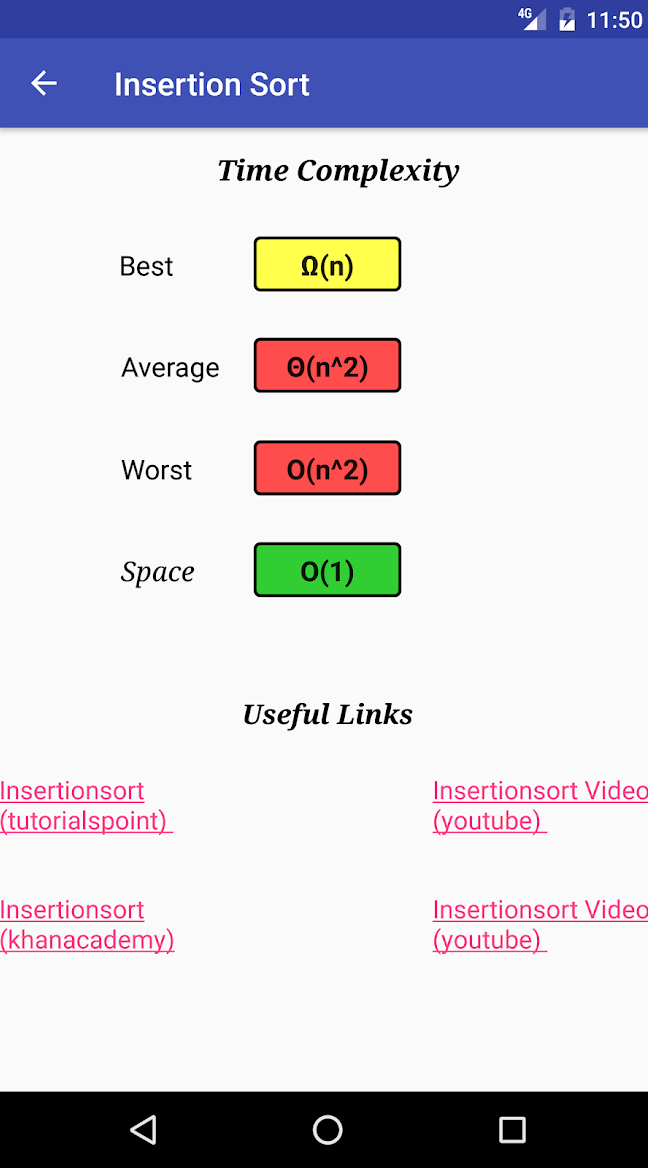 4G 11:50
Insertion Sort
Time Complexity
Best Ω(n)
Average Θ(n^2)
Worst O(n^2)
Space O(1)
Useful Links
Insertionsort
(tutorialspoint)
Insertionsort Video
(youtube)
Insertionsort
(khanacademy)
Insertionsort Video
(youtube)